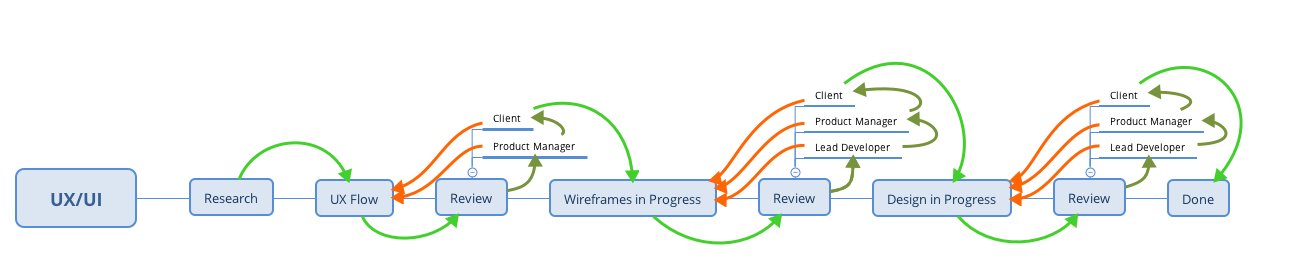 UX/UI
Research
UX Flow
Review
Client
Product Manager
Wireframes in Progress
Review
Client
Product Manager
Lead Developer
Design in Progress
Review
Client
Product Manager
Lead Developer
Done